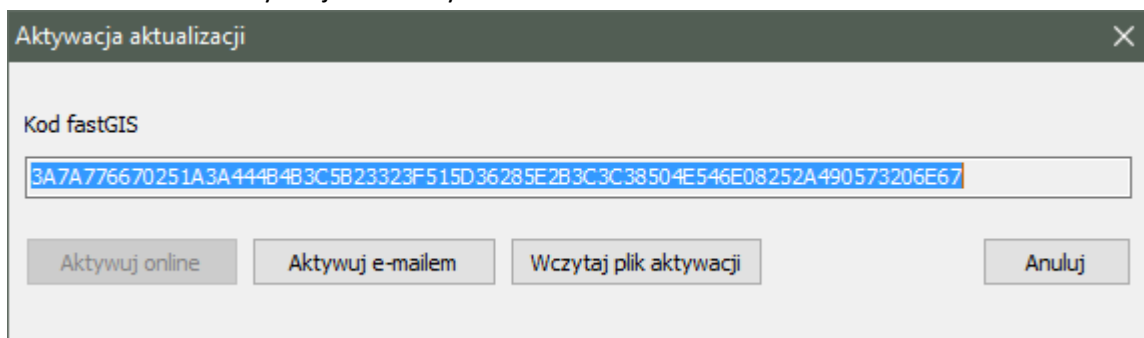 Aktywacja aktualizacji
Kod fastGIS
3A7A776670251A3A444B4B3C5B23323F515D36285E2B3C3C38504E546E08252A490573206E67
Aktywuj online Aktywuj e-mailem Wczytaj plik aktywacji Anuluj